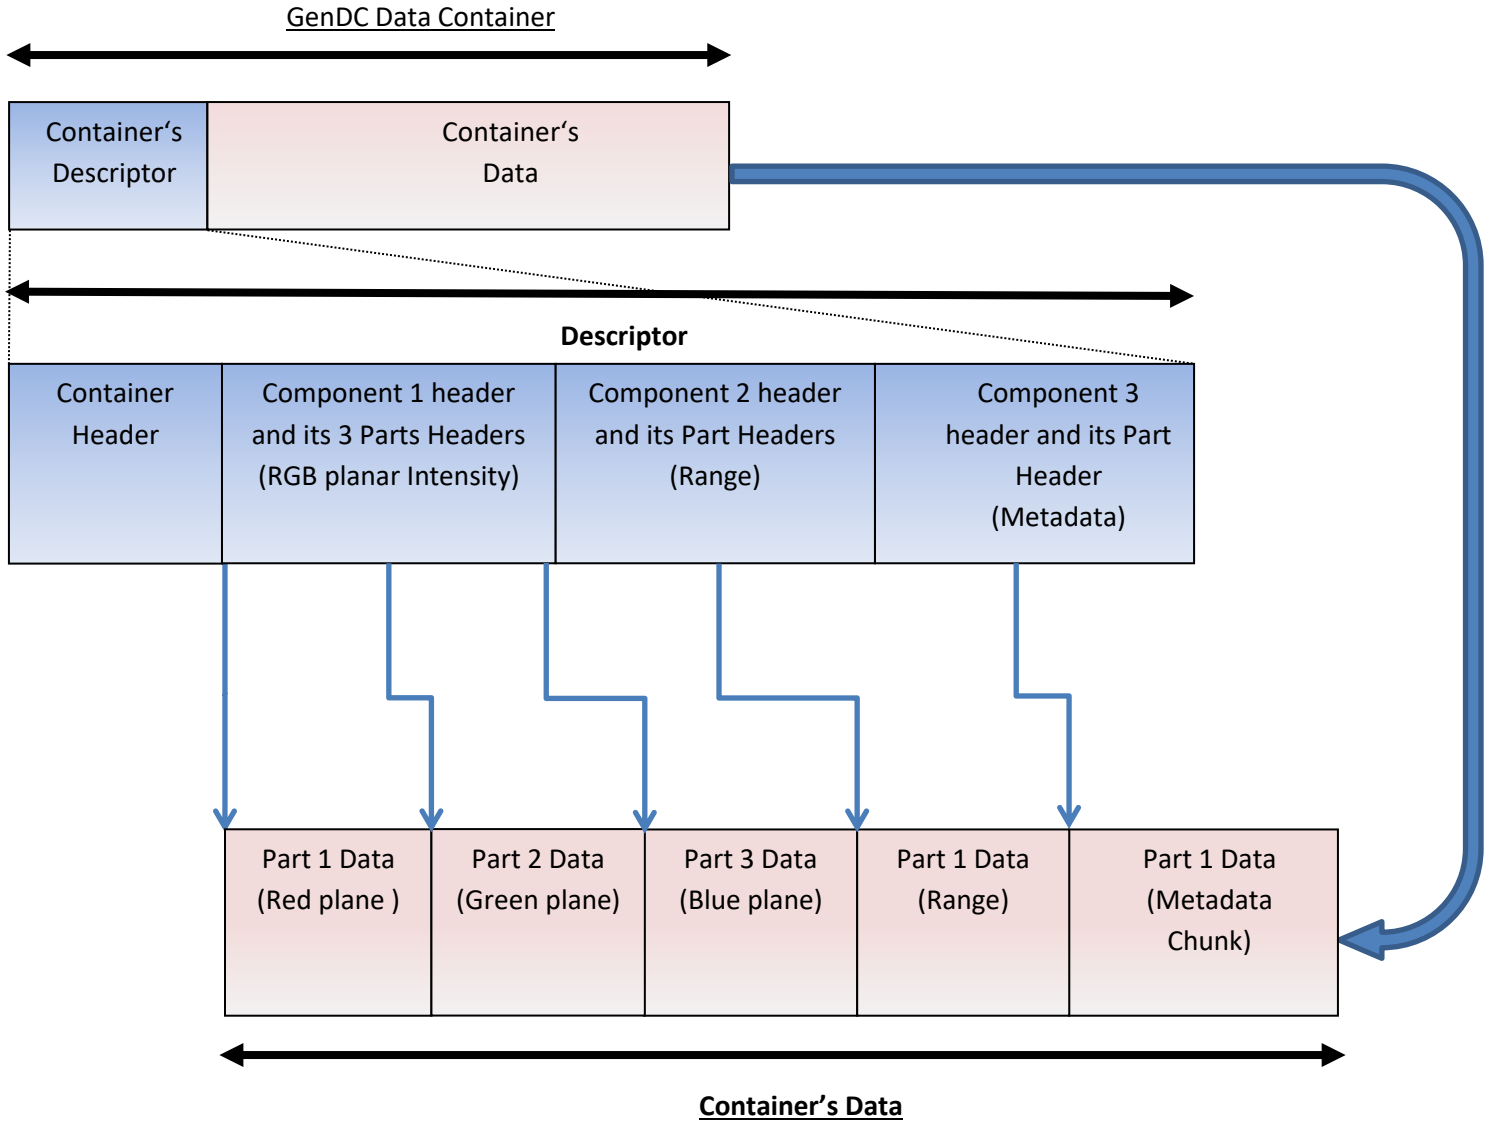 GenDC Data Container
Container‘s
Descriptor
Container‘s
Data
Descriptor
Container
Header
Component 1 header
and its 3 Parts Headers
(RGB planar Intensity)
Component 2 header
and its Part Headers
(Range)
Component 3
header and its Part
Header
(Metadata)
Part 1 Data
(Red plane )
Part 2 Data
(Green plane)
Part 3 Data
(Blue plane)
Part 1 Data
(Range)
Part 1 Data
(Metadata
Chunk)
Container’s Data